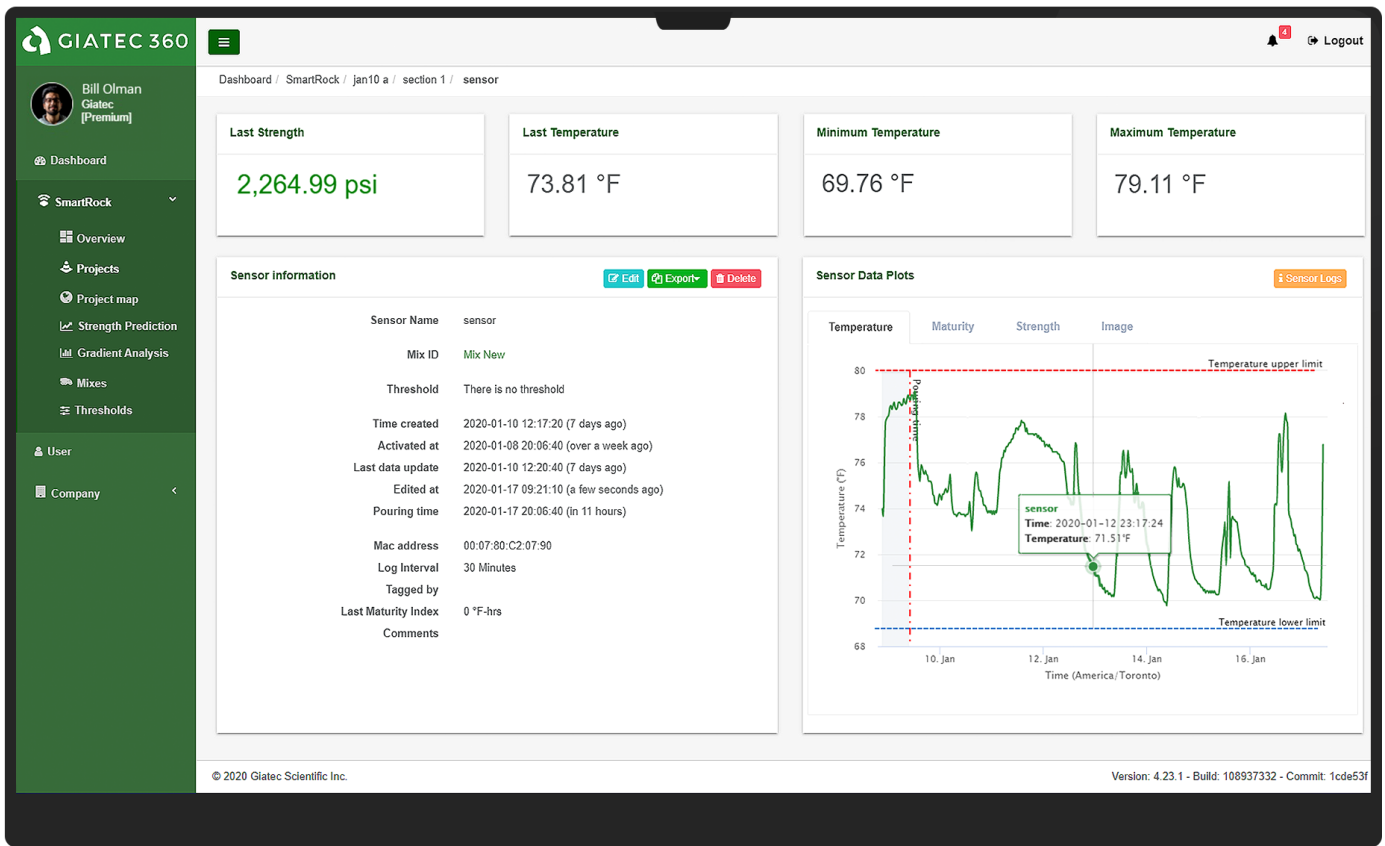 GIATEC 360
4
Logout
Bill Olman
Giatec
[Premium]
Dashboard
SmartRock
Overview
Projects
Project map
Strength Prediction
Gradient Analysis
Mixes
Thresholds
User
Company
Dashboard / SmartRock / jan10 a / section 1 / sensor
Last Strength
2,264.99 psi
Last Temperature
73.81 °F
Minimum Temperature
69.76 °F
Maximum Temperature
79.11 °F
Sensor information
Edit
Export
Delete
Sensor Name sensor
Mix ID Mix New
Threshold There is no threshold
Time created 2020-01-10 12:17:20 (7 days ago)
Activated at 2020-01-08 20:06:40 (over a week ago)
Last data update 2020-01-10 12:20:40 (7 days ago)
Edited at 2020-01-17 09:21:10 (a few seconds ago)
Pouring time 2020-01-17 20:06:40 (in 11 hours)
Mac address 00:07:80:C2:07:90
Log Interval 30 Minutes
Tagged by
Last Maturity Index 0 °F-hrs
Comments
Sensor Data Plots
Sensor Logs
Temperature Maturity Strength Image
Temperature upper limit
Pouring time
80
78
76
74
72
70
68
Temperature (°F)
sensor
Time: 2020-01-12 23:17:24
Temperature: 71.51°F
Temperature lower limit
10. Jan 12. Jan 14. Jan 16. Jan
Time (America/Toronto)
© 2020 Giatec Scientific Inc.
Version: 4.23.1 - Build: 108937332 - Commit: 1cde53f